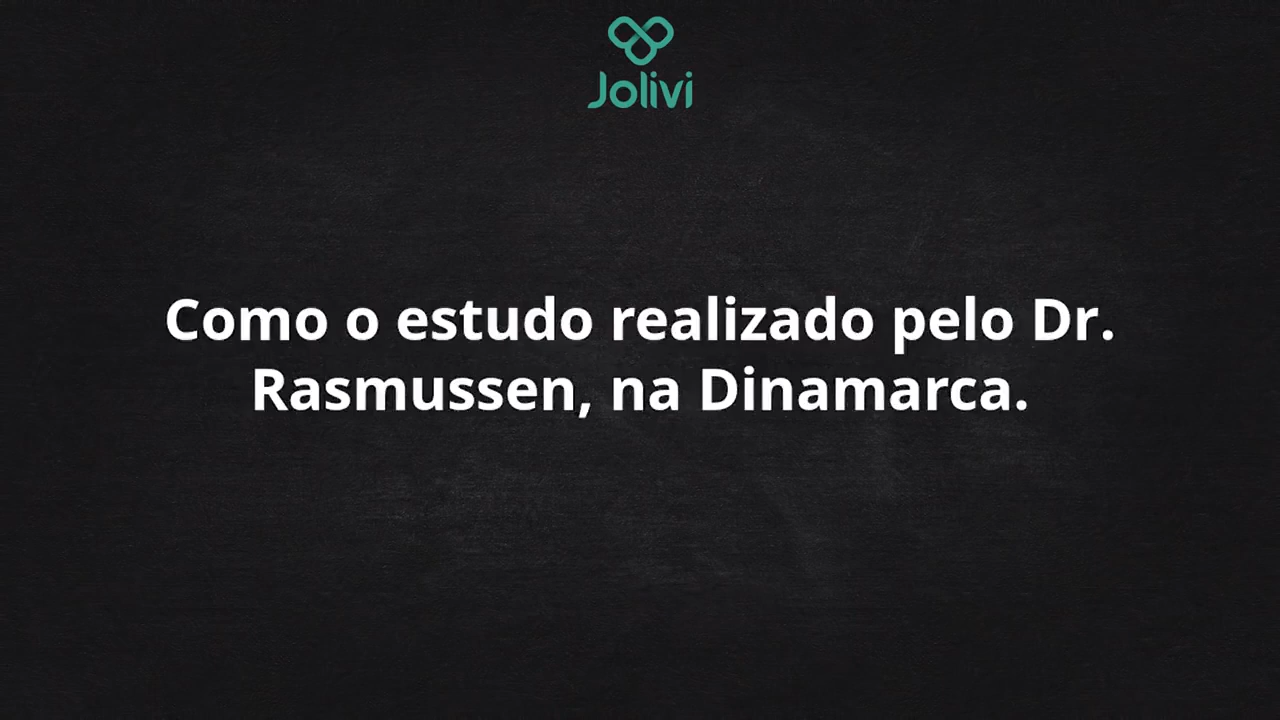 Jolivi
Como o estudo realizado pelo Dr.
Rasmussen, na Dinamarca.